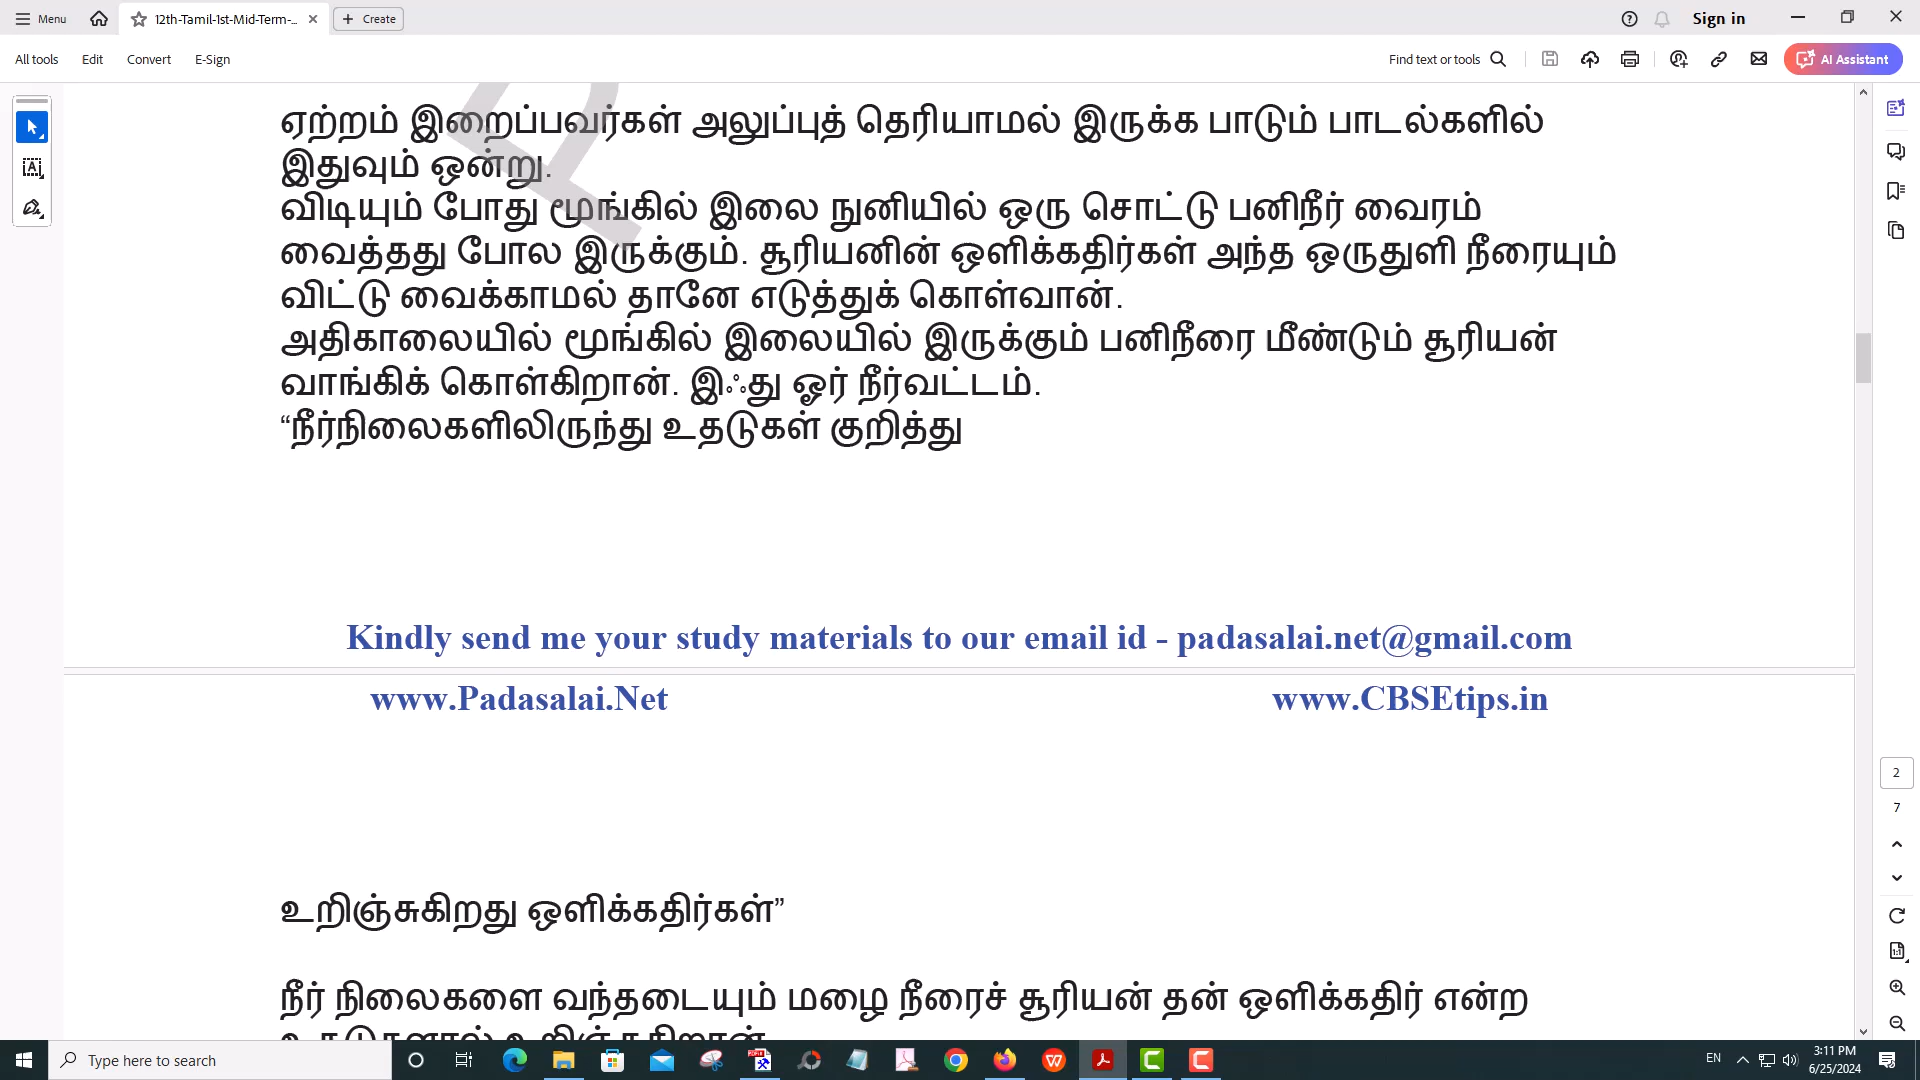 Menu
12th-Tamil-1st-Mid-Term-...
Create
Sign in
All tools
Edit
Convert
E-Sign
Find text or tools
AI Assistant
ஏற்றம் இறைப்பவர்கள் அலுப்புத் தெரியாமல் இருக்க பாடும் பாடல்களில்
இதுவும் ஒன்று.
விடியும் போது மூங்கில் இலை நுனியில் ஒரு சொட்டு பனிநீர் வைரம்
வைத்தது போல இருக்கும். சூரியனின் ஒளிக்கதிர்கள் அந்த ஒருதுளி நீரையும்
விட்டு வைக்காமல் தானே எடுத்துக் கொள்வான்.
அதிகாலையில் மூங்கில் இலையில் இருக்கும் பனிநீரை மீண்டும் சூரியன்
வாங்கிக் கொள்கிறான். இஃது ஓர் நீர்வட்டம்.
“நீர்நிலைகளிலிருந்து உதடுகள் குறித்து
Kindly send me your study materials to our email id - padasalai.net@gmail.com
www.Padasalai.Net
www.CBSEtips.in
உறிஞ்சுகிறது ஒளிக்கதிர்கள்”
நீர் நிலைகளை வந்தடையும் மழை நீரைச் சூரியன் தன் ஒளிக்கதிர் என்ற
2
7
Type here to search
EN
3:11 PM
6/25/2024